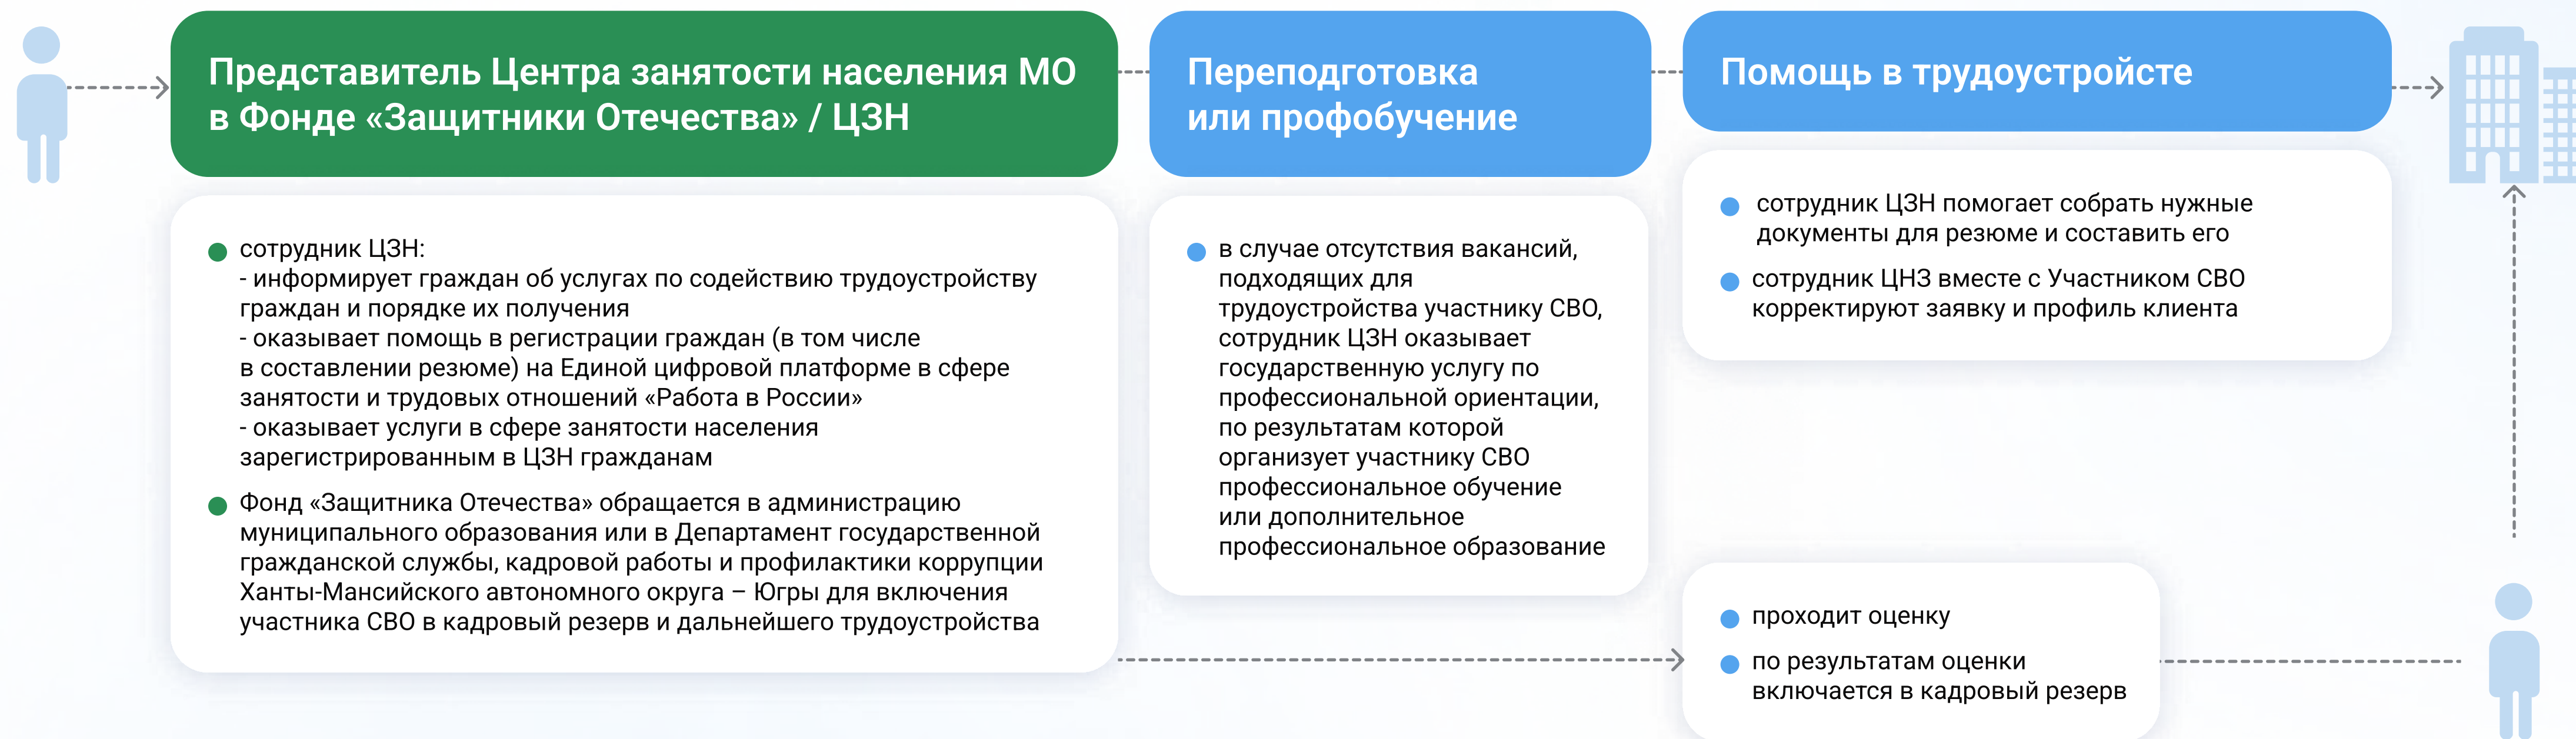 Представитель Центра занятости населения МО
в Фонде «Защитники Отечества» / ЦЗН
сотрудник ЦЗН:
- информирует граждан об услугах по содействию трудоустройству
граждан и порядке их получения
- оказывает помощь в регистрации граждан (в том числе
в составлении резюме) на Единой цифровой платформе в сфере
занятости и трудовых отношений «Работа в России»
- оказывает услуги в сфере занятости населения
зарегистрированным в ЦЗН гражданам
Фонд «Защитника Отечества» обращается в администрацию
муниципального образования или в Департамент государственной
гражданской службы, кадровой работы и профилактики коррупции
Ханты-Мансийского автономного округа – Югры для включения
участника СВО в кадровый резерв и дальнейшего трудоустройства
Переподготовка
или профобучение
в случае отсутствия вакансий,
подходящих для
трудоустройства участнику СВО,
сотрудник ЦЗН оказывает
государственную услугу по
профессиональной ориентации,
по результатам которой
организует участнику СВО
профессиональное обучение
или дополнительное
профессиональное образование
Помощь в трудоустройсте
сотрудник ЦЗН помогает собрать нужные
документы для резюме и составить его
сотрудник ЦНЗ вместе с Участником СВО
корректируют заявку и профиль клиента
проходит оценку
по результатам оценки
включается в кадровый резерв